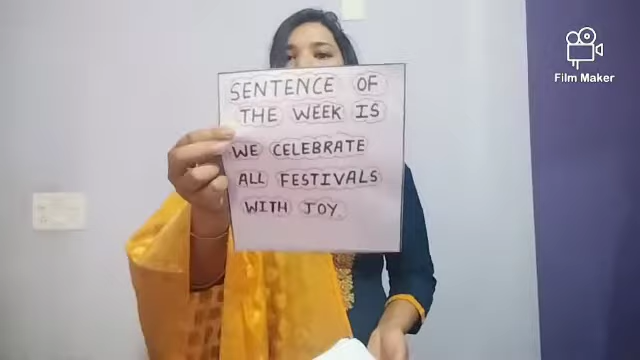 SENTENCE OF
THE WEEK IS
WE CELEBRATE
ALL FESTIVALS
WITH JOY
Film Maker